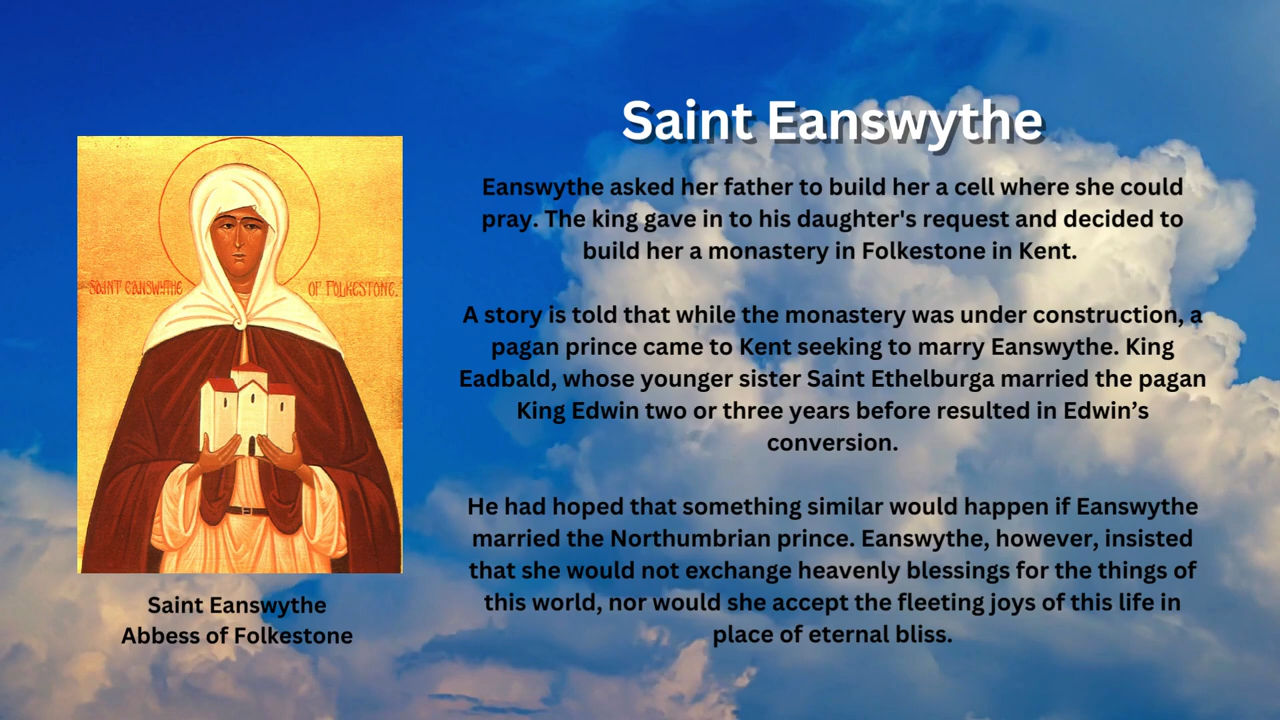 Saint Eanswythe
Eanswythe asked her father to build her a cell where she could
pray. The king gave in to his daughter's request and decided to
build her a monastery in Folkestone in Kent.
A story is told that while the monastery was under construction, a
pagan prince came to Kent seeking to marry Eanswythe. King
Eadbald, whose younger sister Saint Ethelburga married the pagan
King Edwin two or three years before resulted in Edwin’s
conversion.
He had hoped that something similar would happen if Eanswythe
married the Northumbrian prince. Eanswythe, however, insisted
that she would not exchange heavenly blessings for the things of
this world, nor would she accept the fleeting joys of this life in
place of eternal bliss.
SAINT EANSWYTHE OF FOLKESTONE.
Saint Eanswythe
Abbess of Folkestone